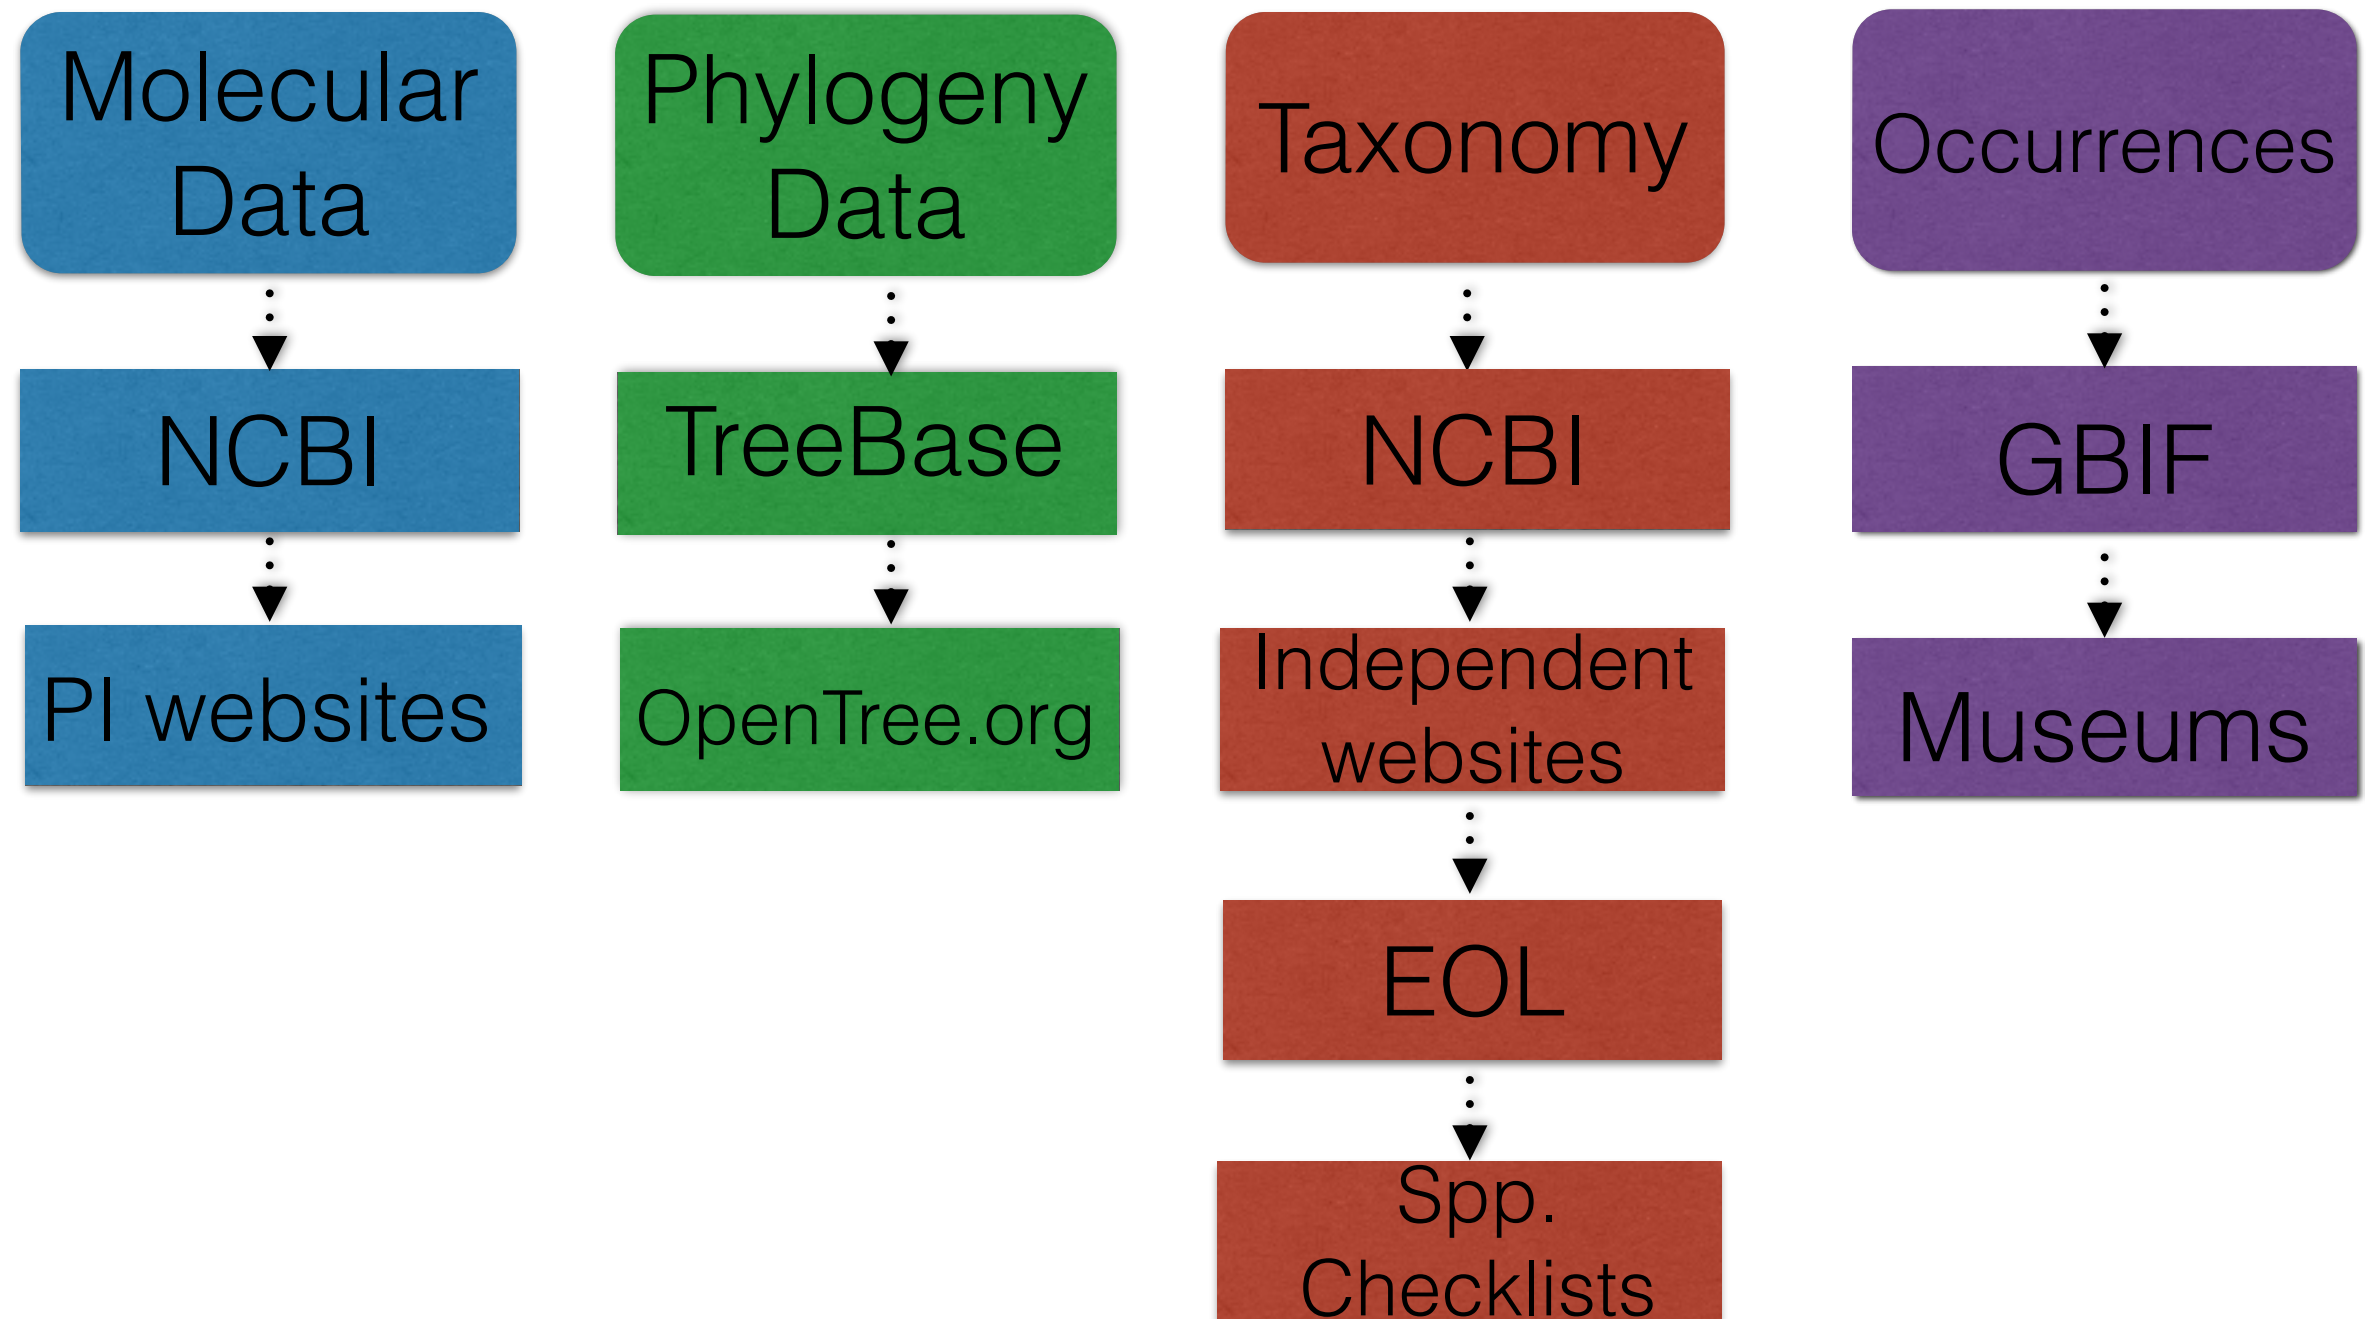 Molecular
Data
NCBI
PI websites
Phylogeny
Data
TreeBase
OpenTree.org
Taxonomy
NCBI
Independent
websites
EOL
Spp.
Checklists
Occurrences
GBIF
Museums